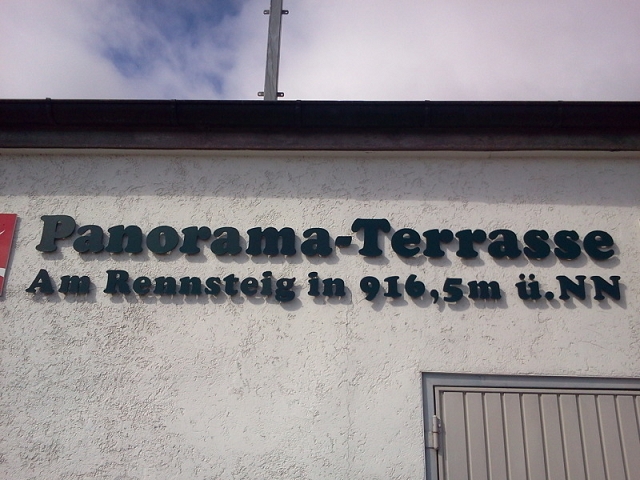 Panorama-Terrasse
Am Rennsteig in 916,5m ü.NN